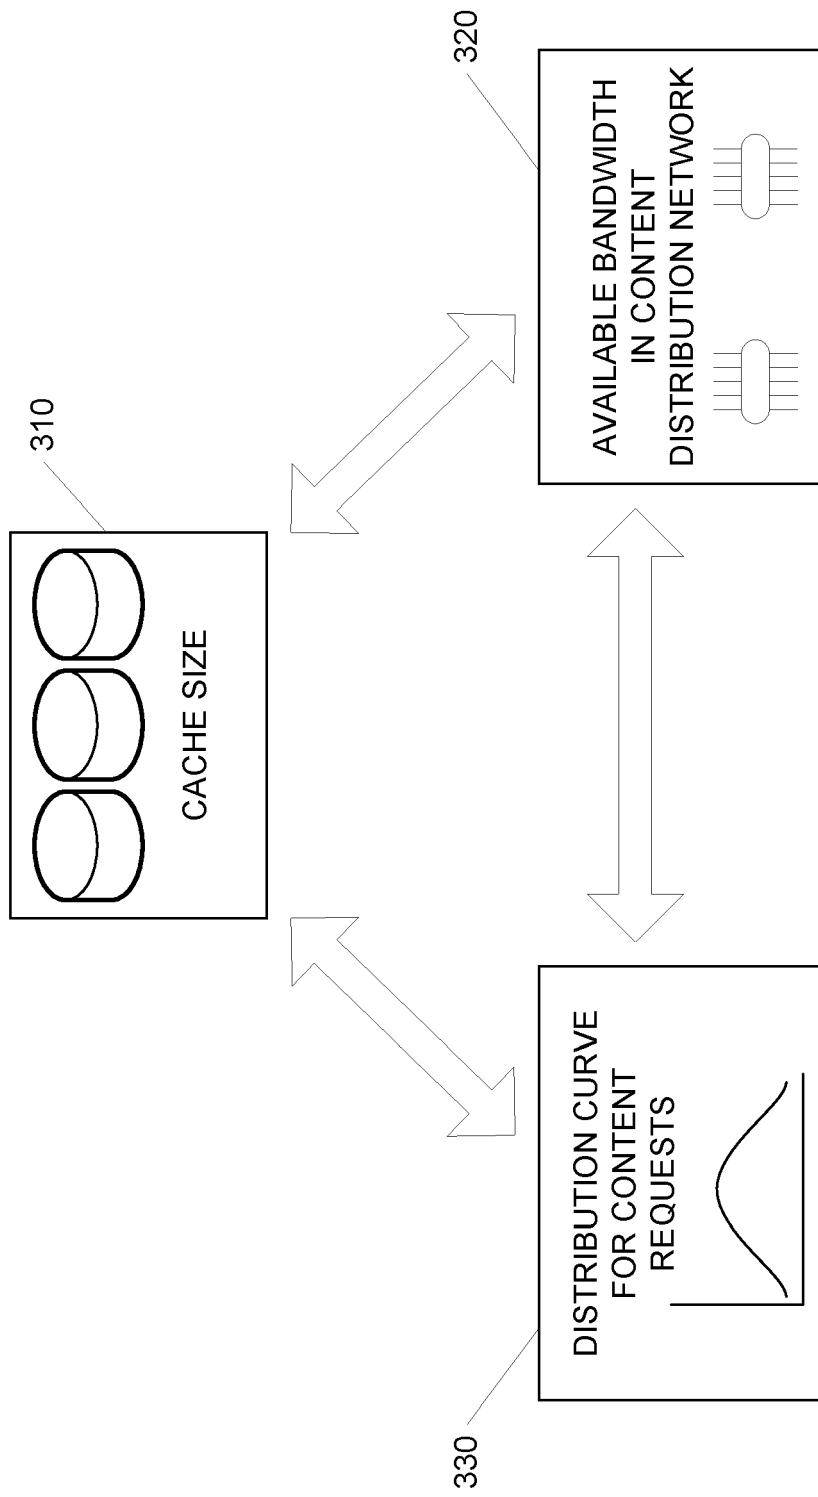 310
CACHE SIZE
330
DISTRIBUTION CURVE
FOR CONTENT
REQUESTS
320
AVAILABLE BANDWIDTH
IN CONTENT
DISTRIBUTION NETWORK